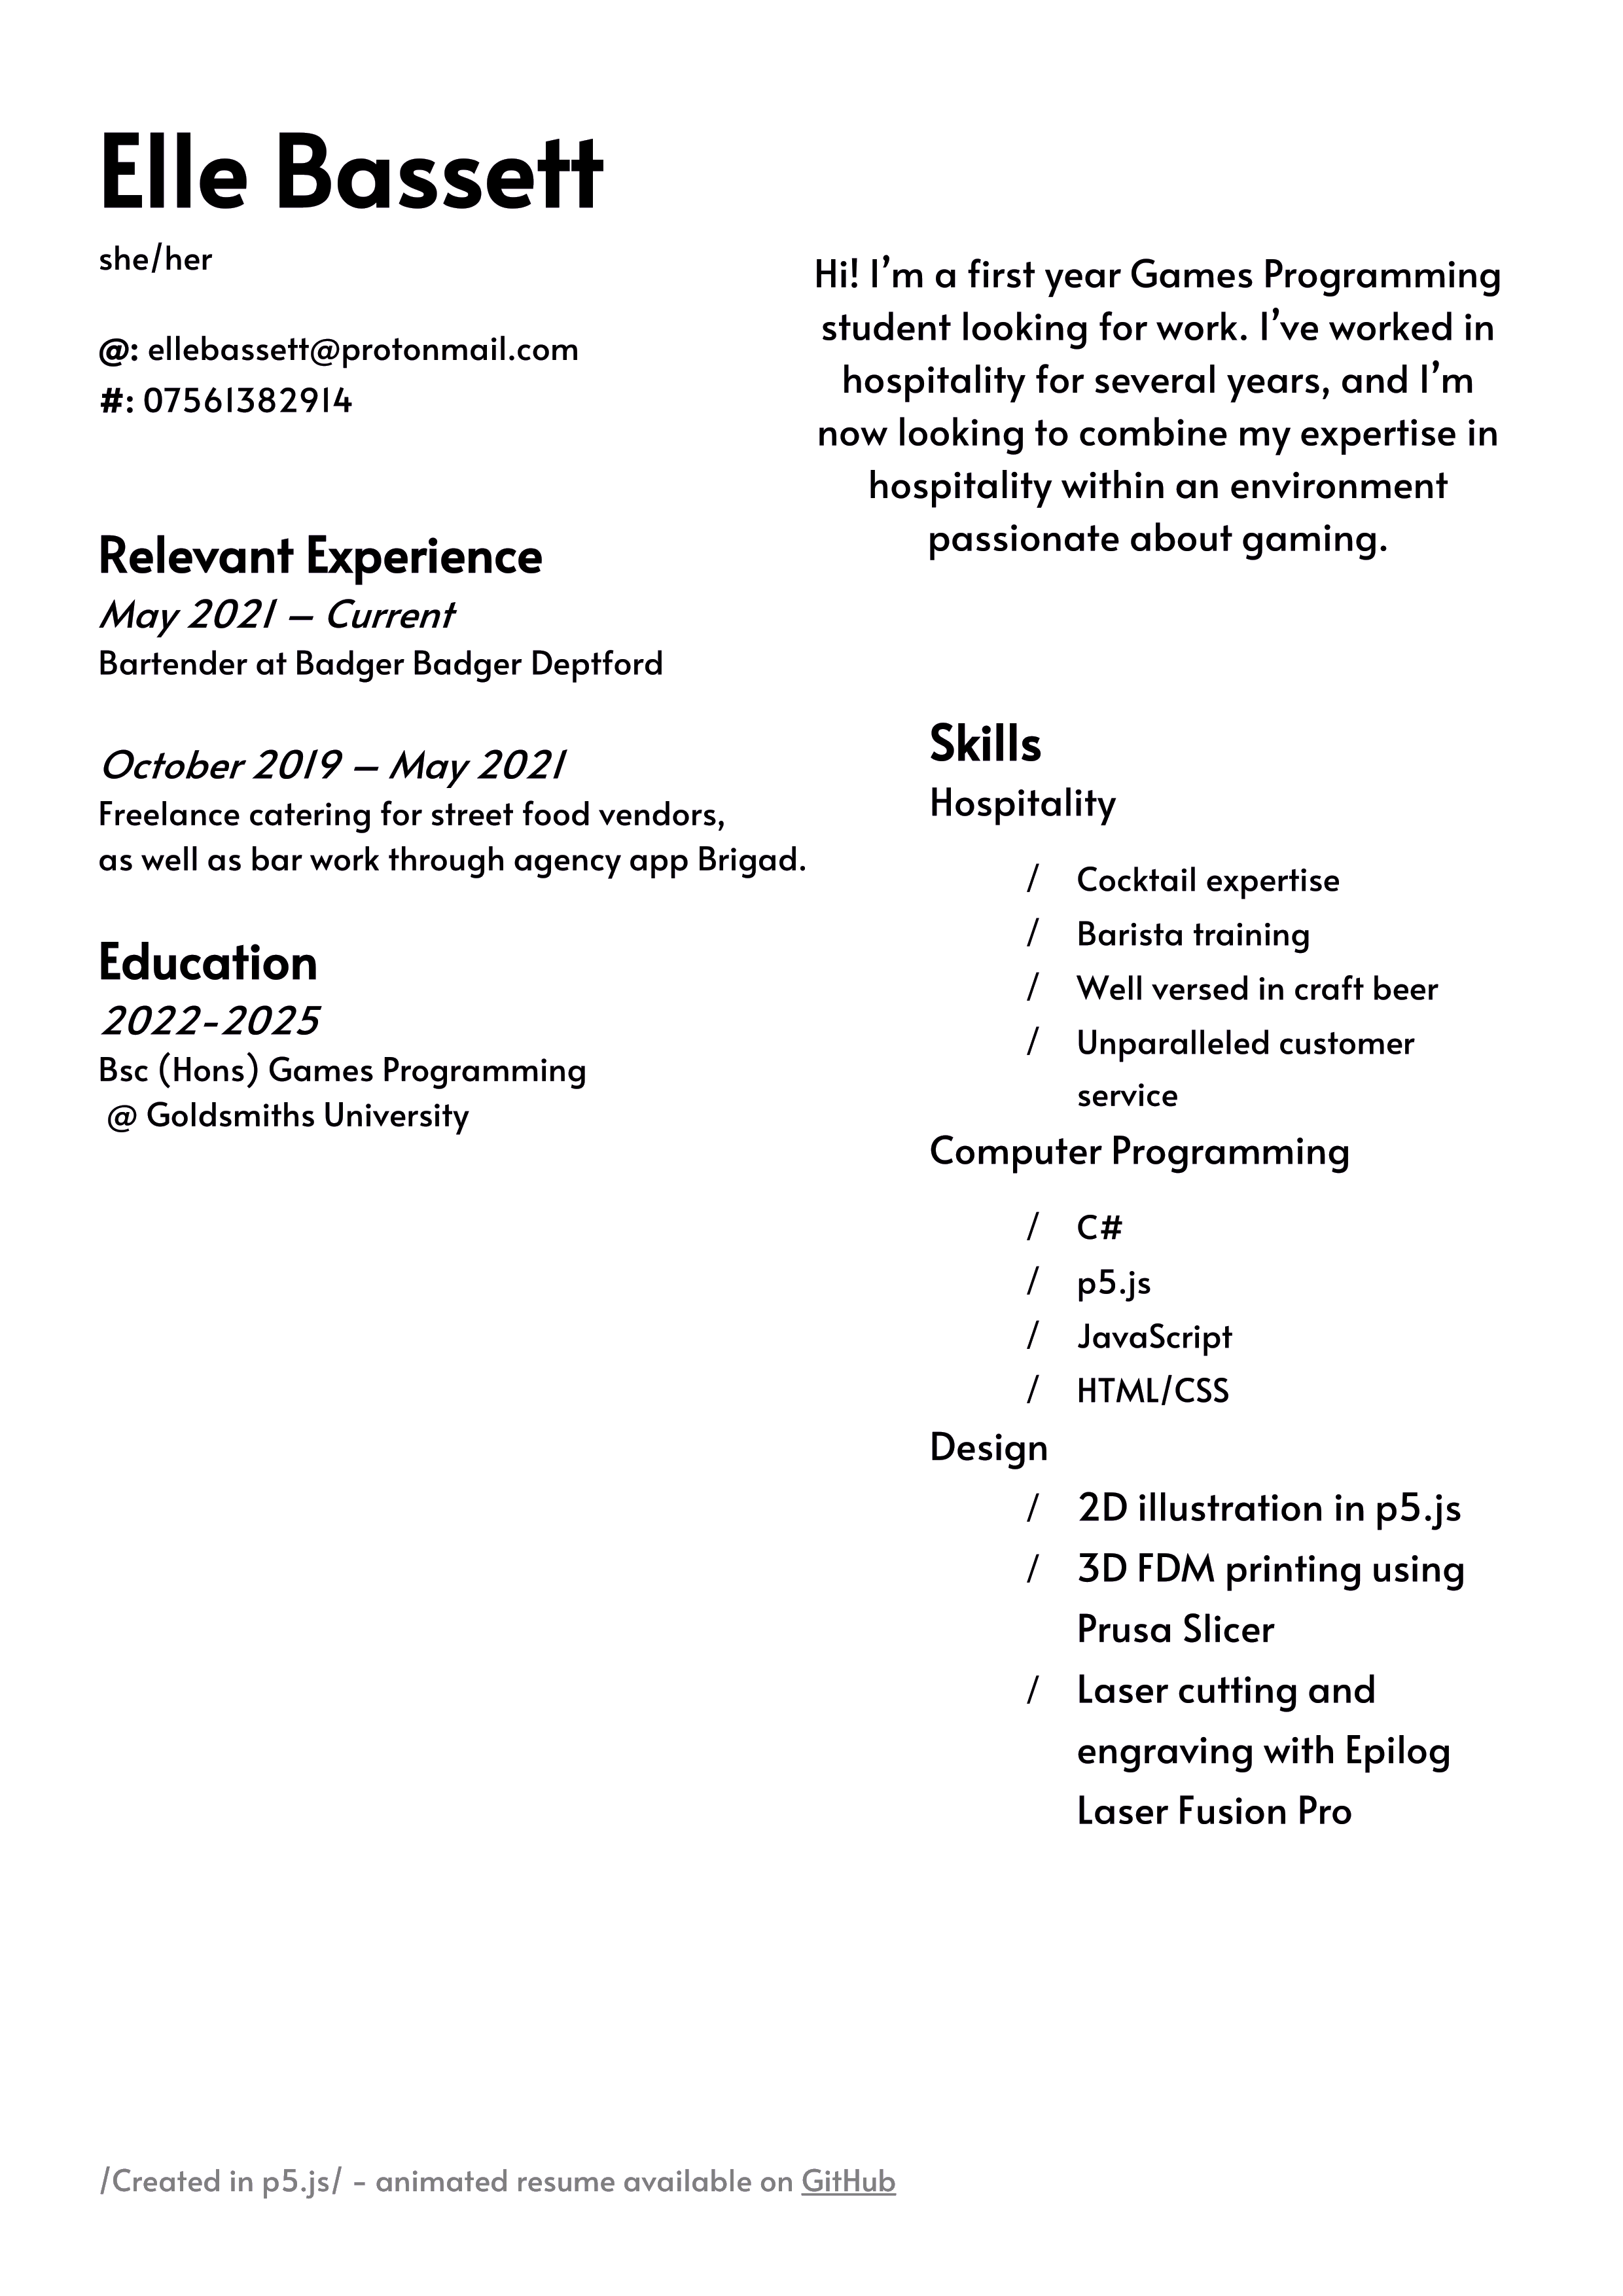 Elle Bassett
she/her
@: ellebassett@protonmail.com
#: 07561382914
Hi! I’m a first year Games Programming
student looking for work. I’ve worked in
hospitality for several years, and I’m
now looking to combine my expertise in
hospitality within an environment
passionate about gaming.
Relevant Experience
May 2021 – Current
Bartender at Badger Badger Deptford
October 2019 – May 2021
Freelance catering for street food vendors,
as well as bar work through agency app Brigad.
Education
2022-2025
Bsc (Hons) Games Programming
@ Goldsmiths University
Skills
Hospitality
/ Cocktail expertise
/ Barista training
/ Well versed in craft beer
/ Unparalleled customer
service
Computer Programming
/ C#
/ p5.js
/ JavaScript
/ HTML/CSS
Design
/ 2D illustration in p5.js
/ 3D FDM printing using
Prusa Slicer
/ Laser cutting and
engraving with Epilog
Laser Fusion Pro
/Created in p5.js/ - animated resume available on GitHub